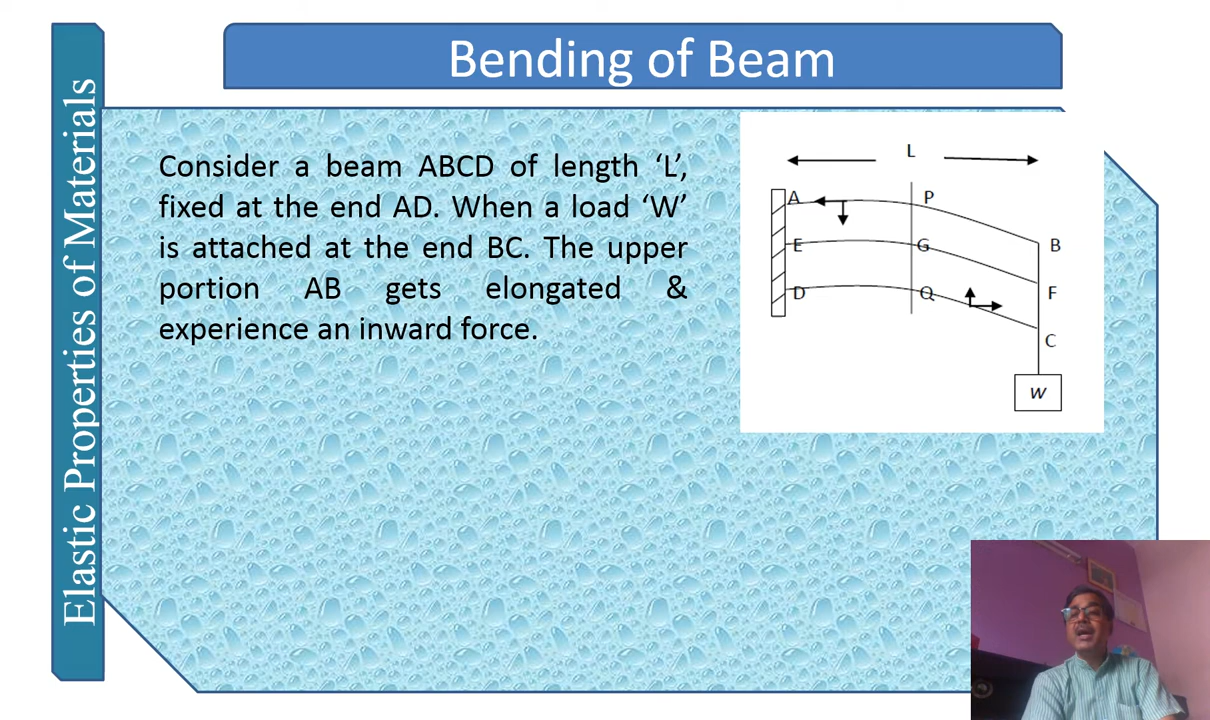 Bending of Beam
Elastic Properties of Materials
Consider a beam ABCD of length ‘L’,
fixed at the end AD. When a load ‘W’
is attached at the end BC. The upper
portion AB gets elongated &
experience an inward force.
L
A
P
E
G
B
D
Q
F
C
W